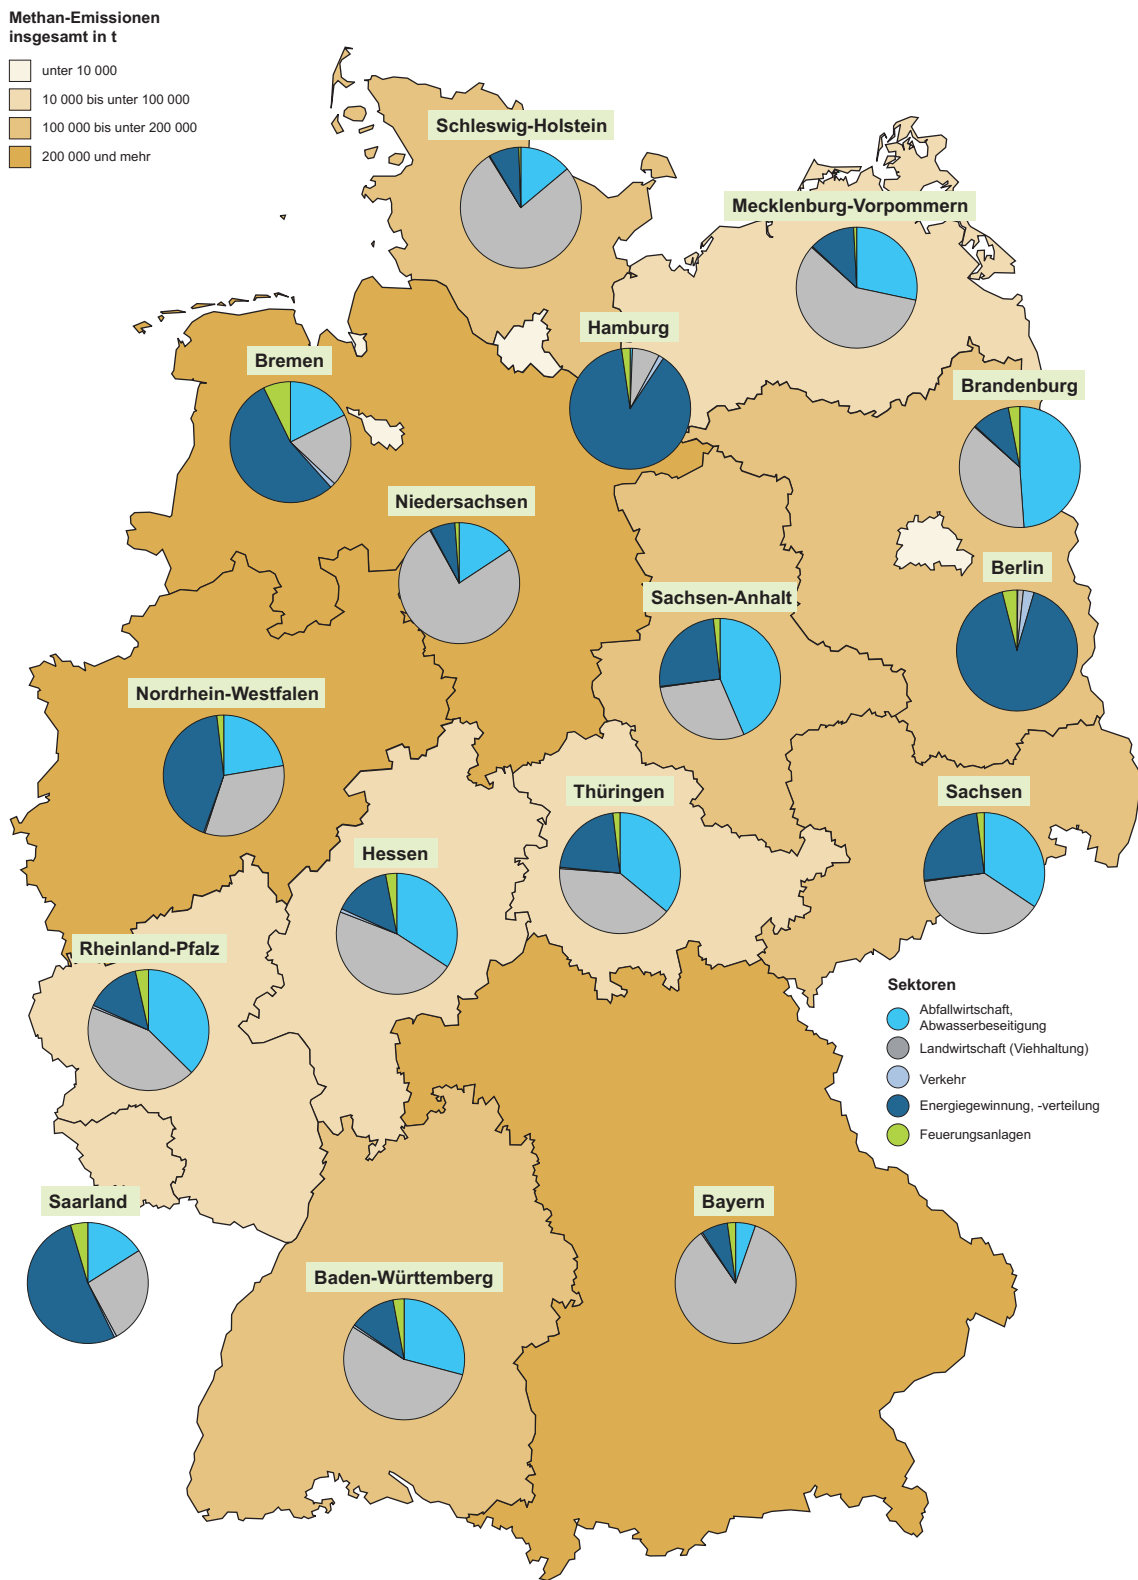 Methan-Emissionen
insgesamt in t
unter 10 000
10 000 bis unter 100 000
100 000 bis unter 200 000
200 000 und mehr
Schleswig-Holstein
Mecklenburg-Vorpommern
Hamburg
Bremen
Brandenburg
Niedersachsen
Berlin
Sachsen-Anhalt
Nordrhein-Westfalen
Thüringen
Sachsen
Hessen
Rheinland-Pfalz
Sektoren
Abfallwirtschaft,
Abwasserbeseitigung
Landwirtschaft (Viehhaltung)
Verkehr
Energiegewinnung, -verteilung
Feuerungsanlagen
Saarland
Bayern
Baden-Württemberg